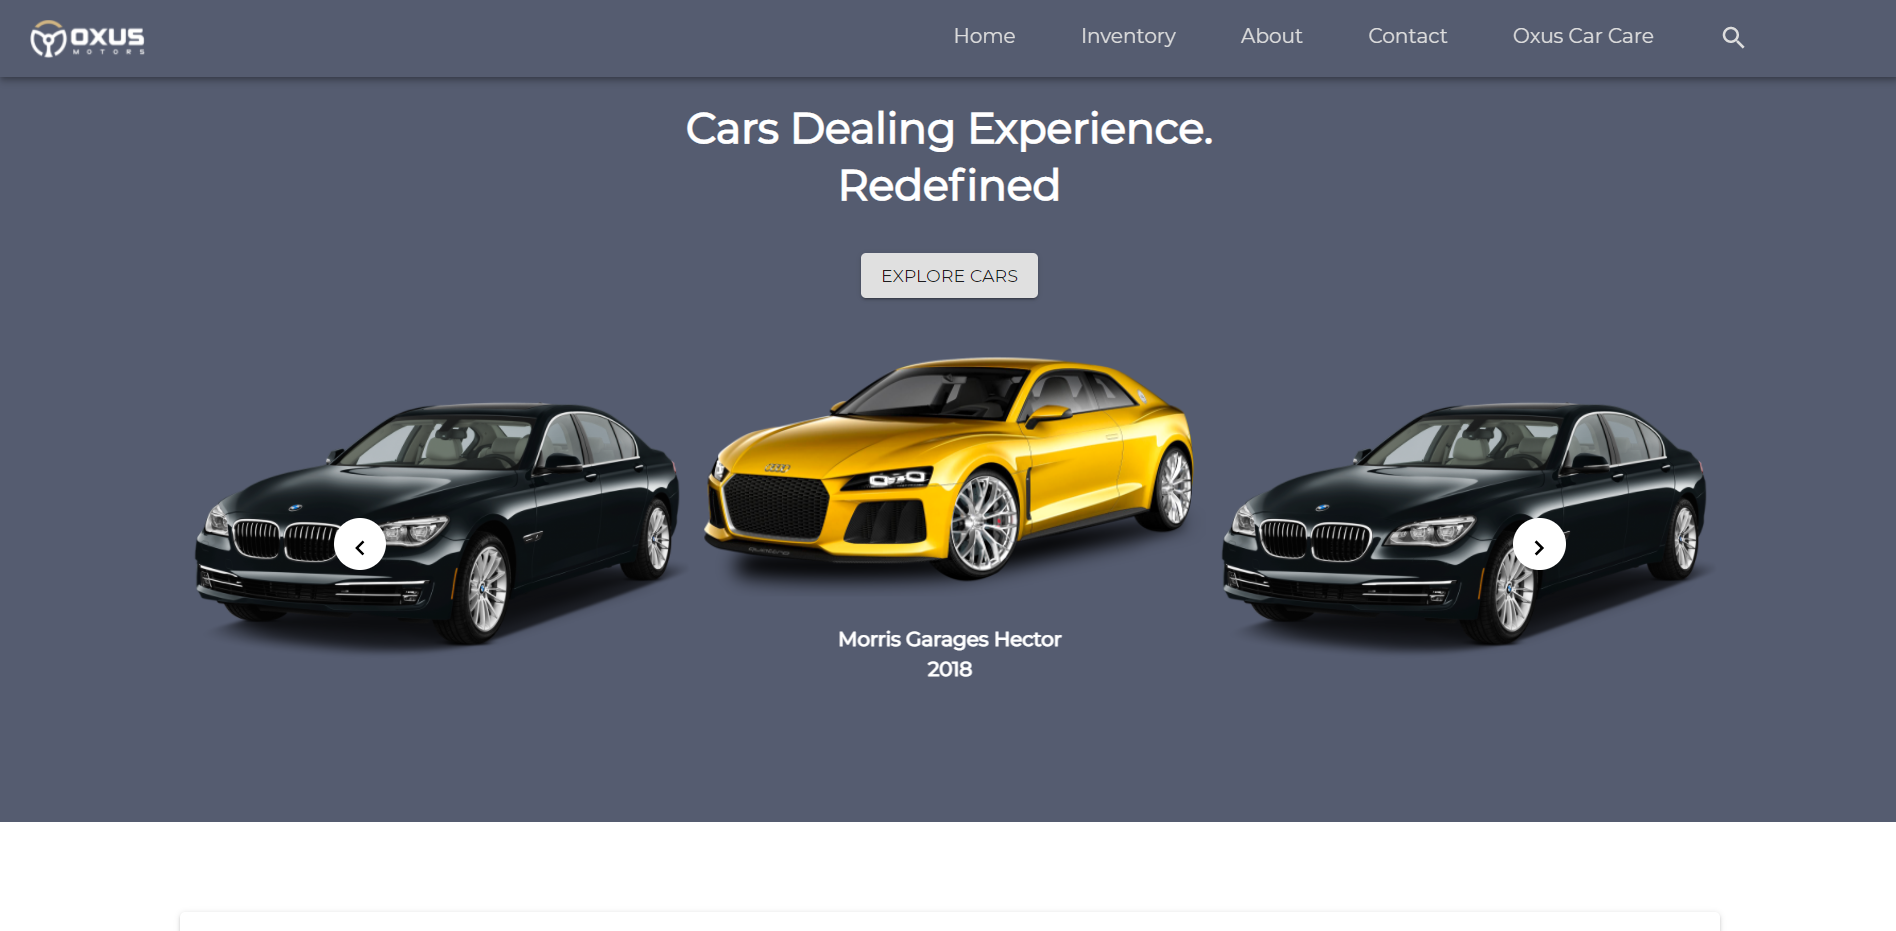 OXUS
MOTORS
Home
Inventory
About
Contact
Oxus Car Care
Cars Dealing Experience.
Redefined
EXPLORE CARS
quattro
Morris Garages Hector
2018